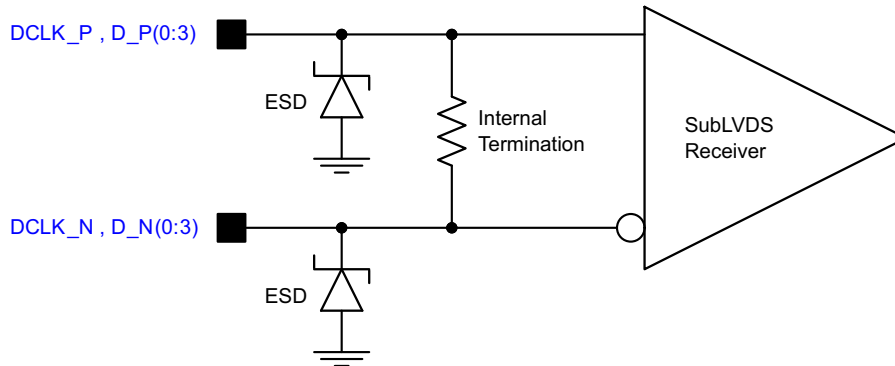 DCLK_P , D_P(0:3)
ESD
Internal
Termination
SubLVDS
Receiver
DCLK_N , D_N(0:3)
ESD